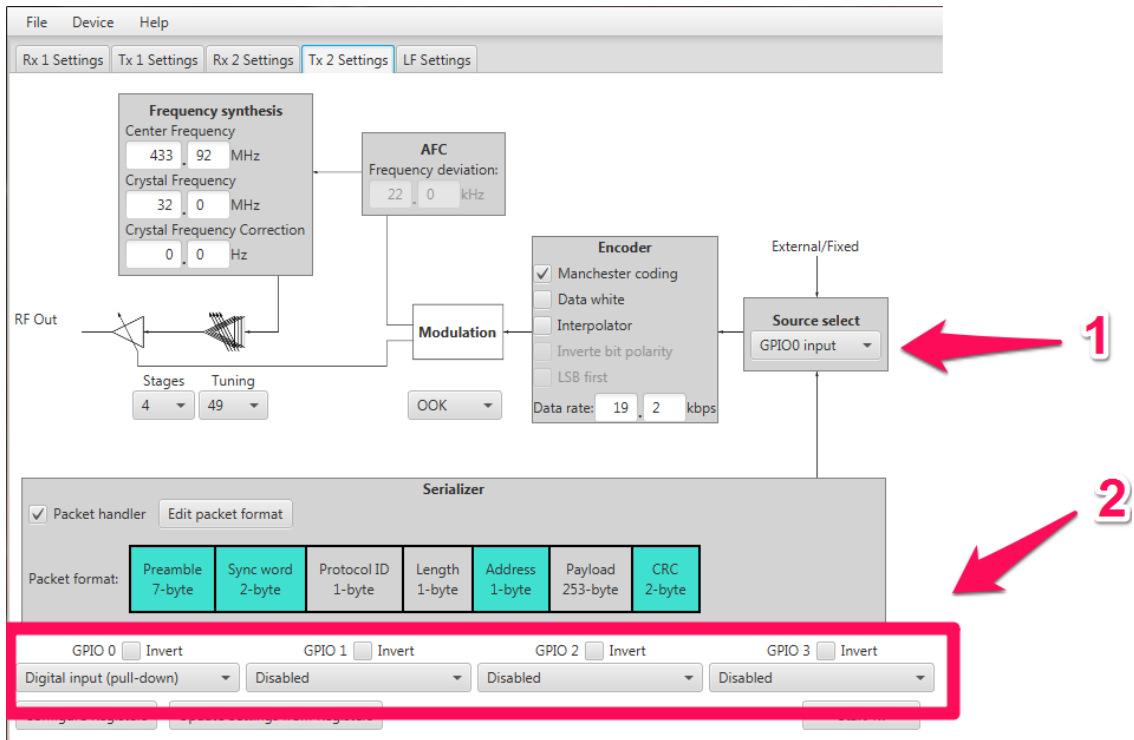 File Device Help
Rx 1 Settings Tx 1 Settings Rx 2 Settings Tx 2 Settings LF Settings
Frequency synthesis
Center Frequency
433 . 92 MHz
Crystal Frequency
32 . 0 MHz
Crystal Frequency Correction
0 . 0 Hz
AFC
Frequency deviation:
22 . 0 kHz
Encoder
Manchester coding
Data white
Interpolator
Inverte bit polarity
LSB first
Data rate: 19 . 2 kbps
External/Fixed
Source select
GPIO0 input
1
RF Out
Modulation
Stages Tuning
4 49
OOK
Serializer
2
Packet handler Edit packet format
Packet format:
Preamble
7-byte
Sync word
2-byte
Protocol ID
1-byte
Length
1-byte
Address
1-byte
Payload
253-byte
CRC
2-byte
GPIO 0 Invert GPIO 1 Invert GPIO 2 Invert GPIO 3 Invert
Digital input (pull-down) Disabled Disabled Disabled